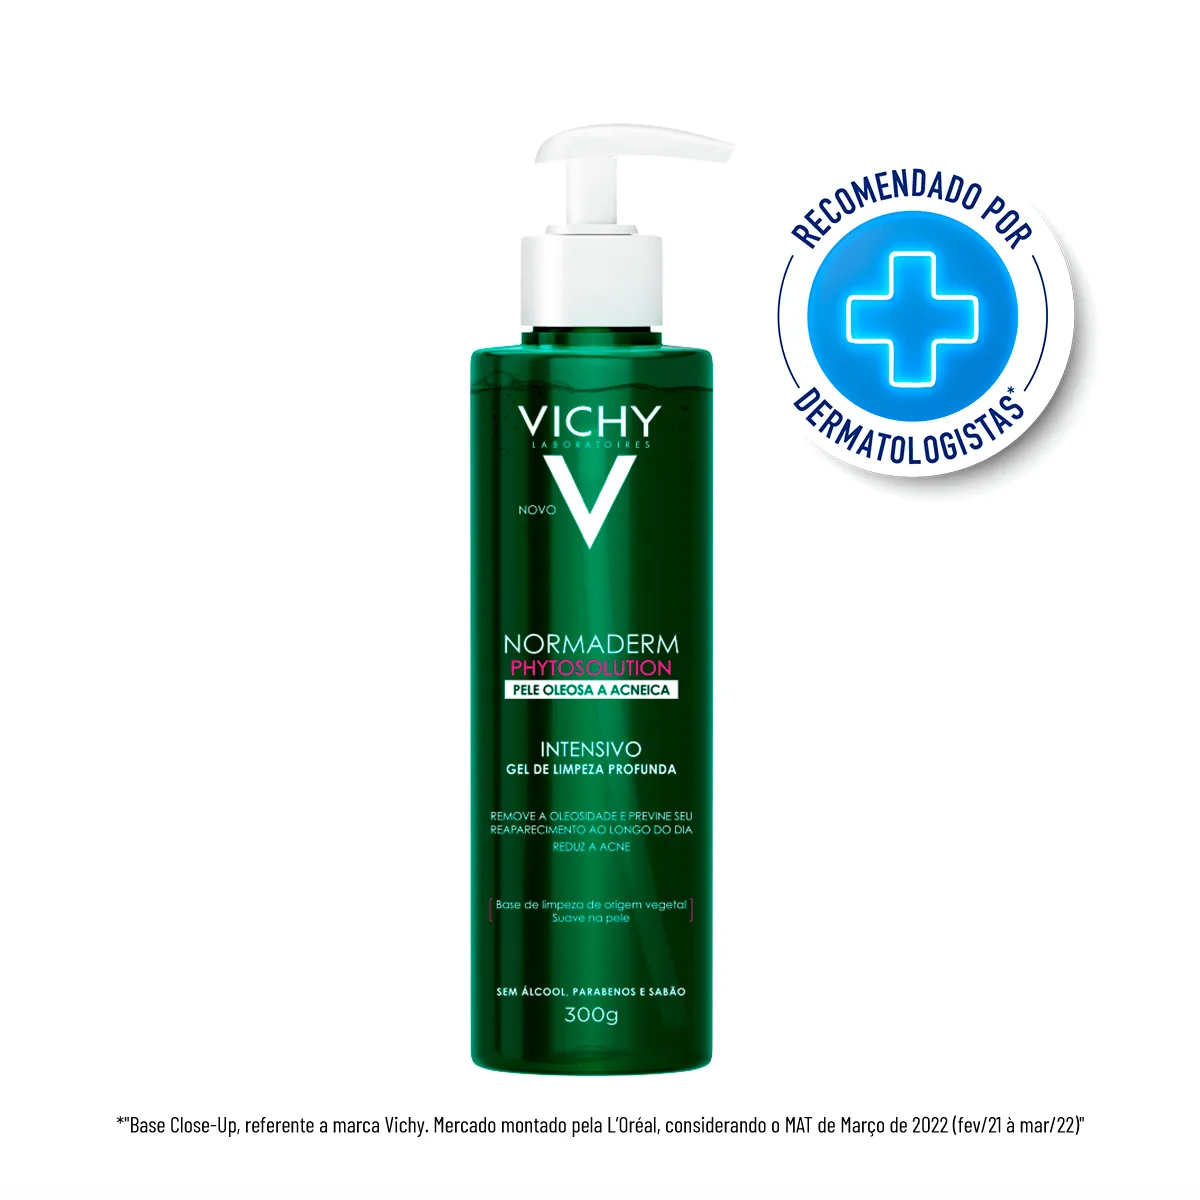 RECOMENDADO POR
DERMATOLOGISTAS*
VICHY
LABORATOIRES
V
NOVO
NORMADERM
PHYTOSOLUTION
PELE OLEOSA A ACNEICA
INTENSIVO
GEL DE LIMPEZA PROFUNDA
REMOVE A OLEOSIDADE E PREVINE SEU
REAPARECIMENTO AO LONGO DO DIA
REDUZ A ACNE
[ Base de limpeza de origem vegetal ]
Suave na pele
SEM ÁLCOOL, PARABENOS E SABÃO
300g
*"Base Close-Up, referente a marca Vichy. Mercado montado pela L'Oréal, considerando o MAT de Março de 2022 (fev/21 à mar/22)"